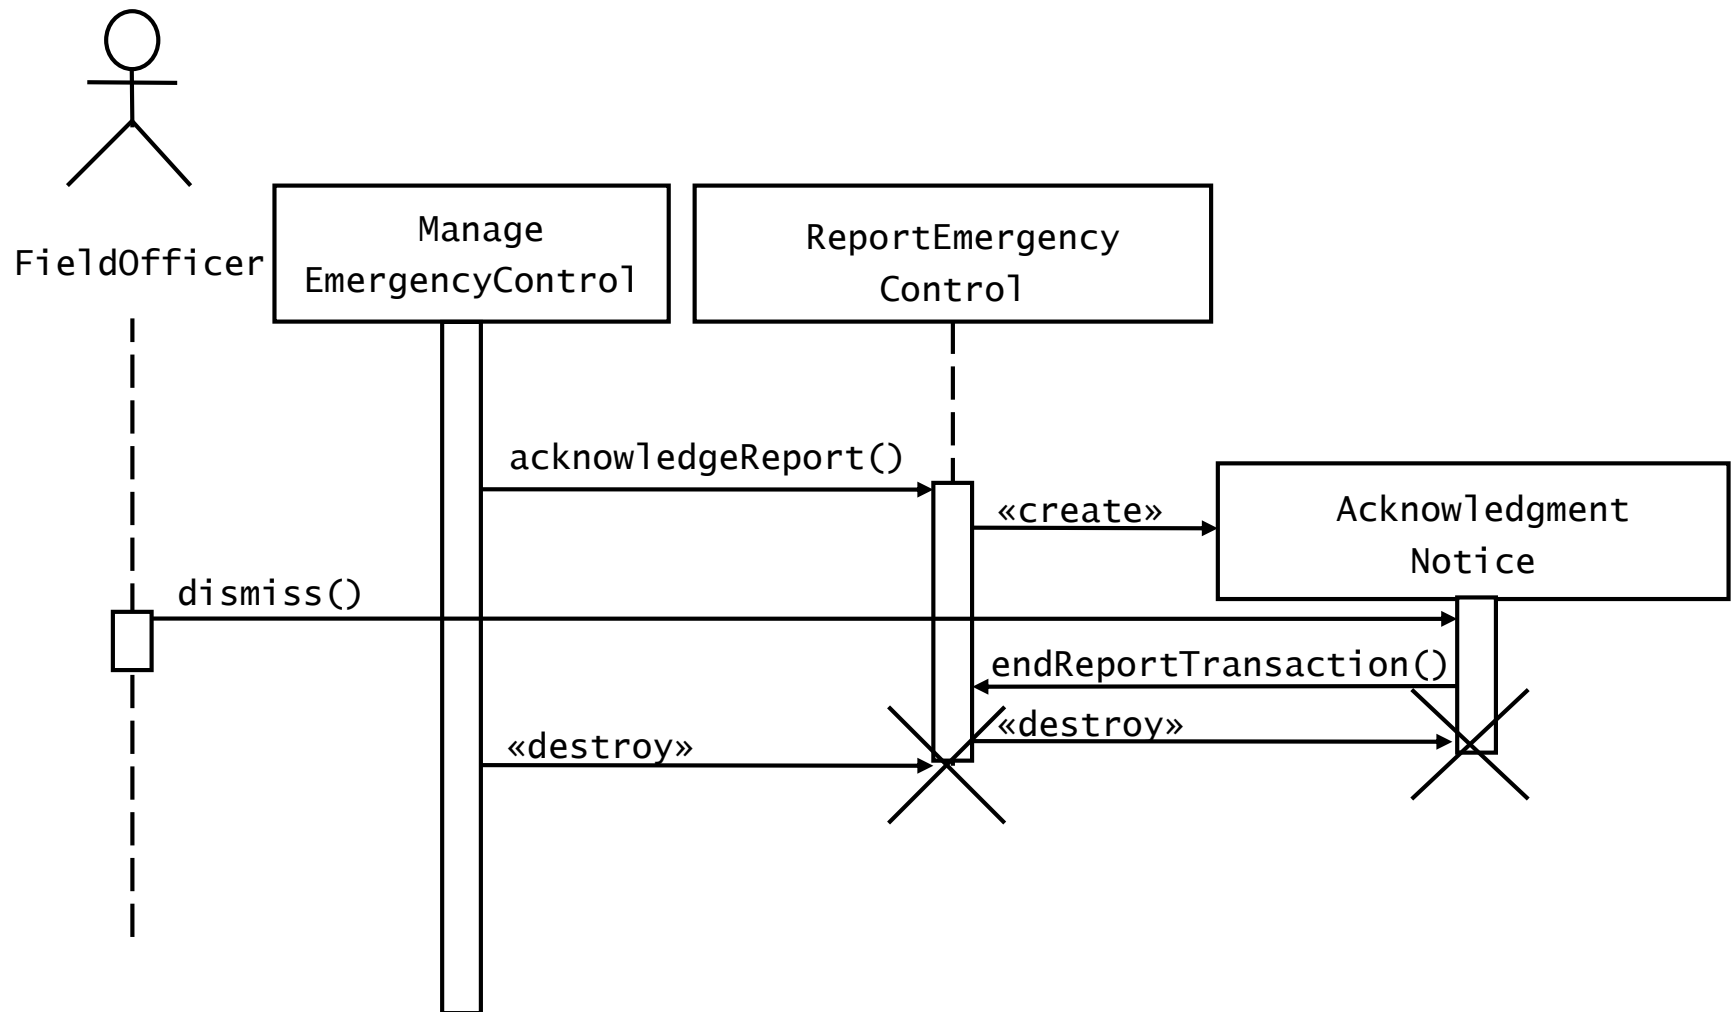 FieldOfficer
Manage
EmergencyControl
ReportEmergency
Control
acknowledgeReport()
«create»
Acknowledgment
Notice
dismiss()
endReportTransaction()
«destroy»
«destroy»